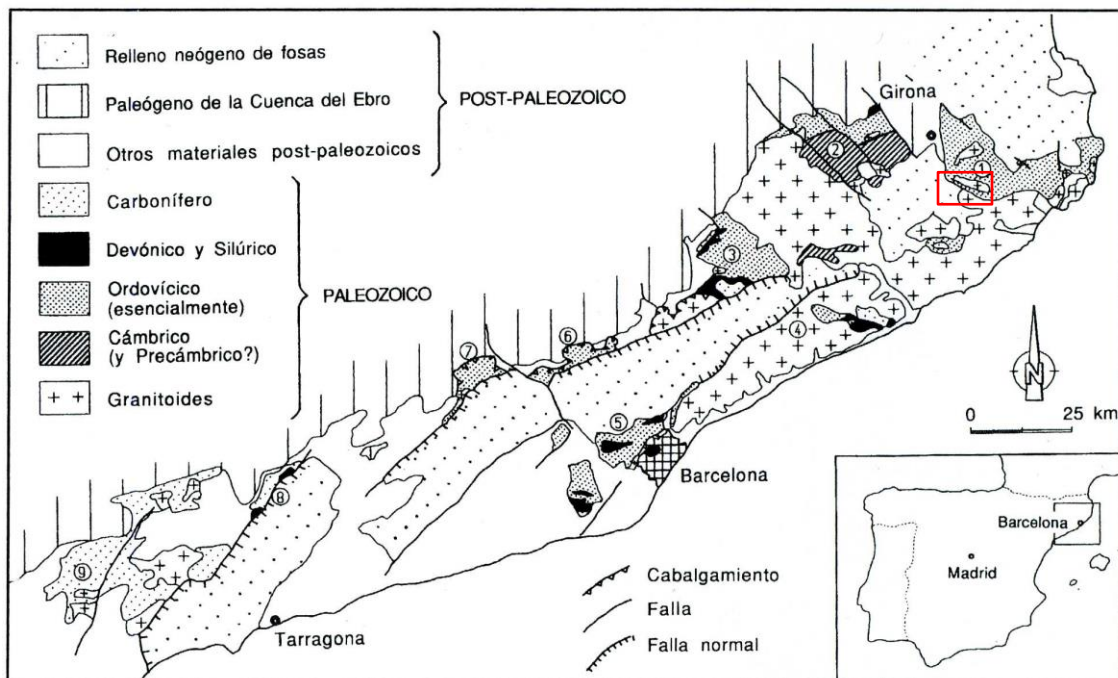 Relleno neógeno de fosas
Paleógeno de la Cuenca del Ebro
Otros materiales post-paleozoicos
POST-PALEOZOICO
Carbonífero
Devónico y Silúrico
Ordovícico
(esencialmente)
Cámbrico
(y Precámbrico?)
Granitoides
PALEOZOICO
Girona
1
2
3
4
5
6
7
8
9
Barcelona
Tarragona
N
0 25 km
Cabalgamiento
Falla
Falla normal
Barcelona
Madrid